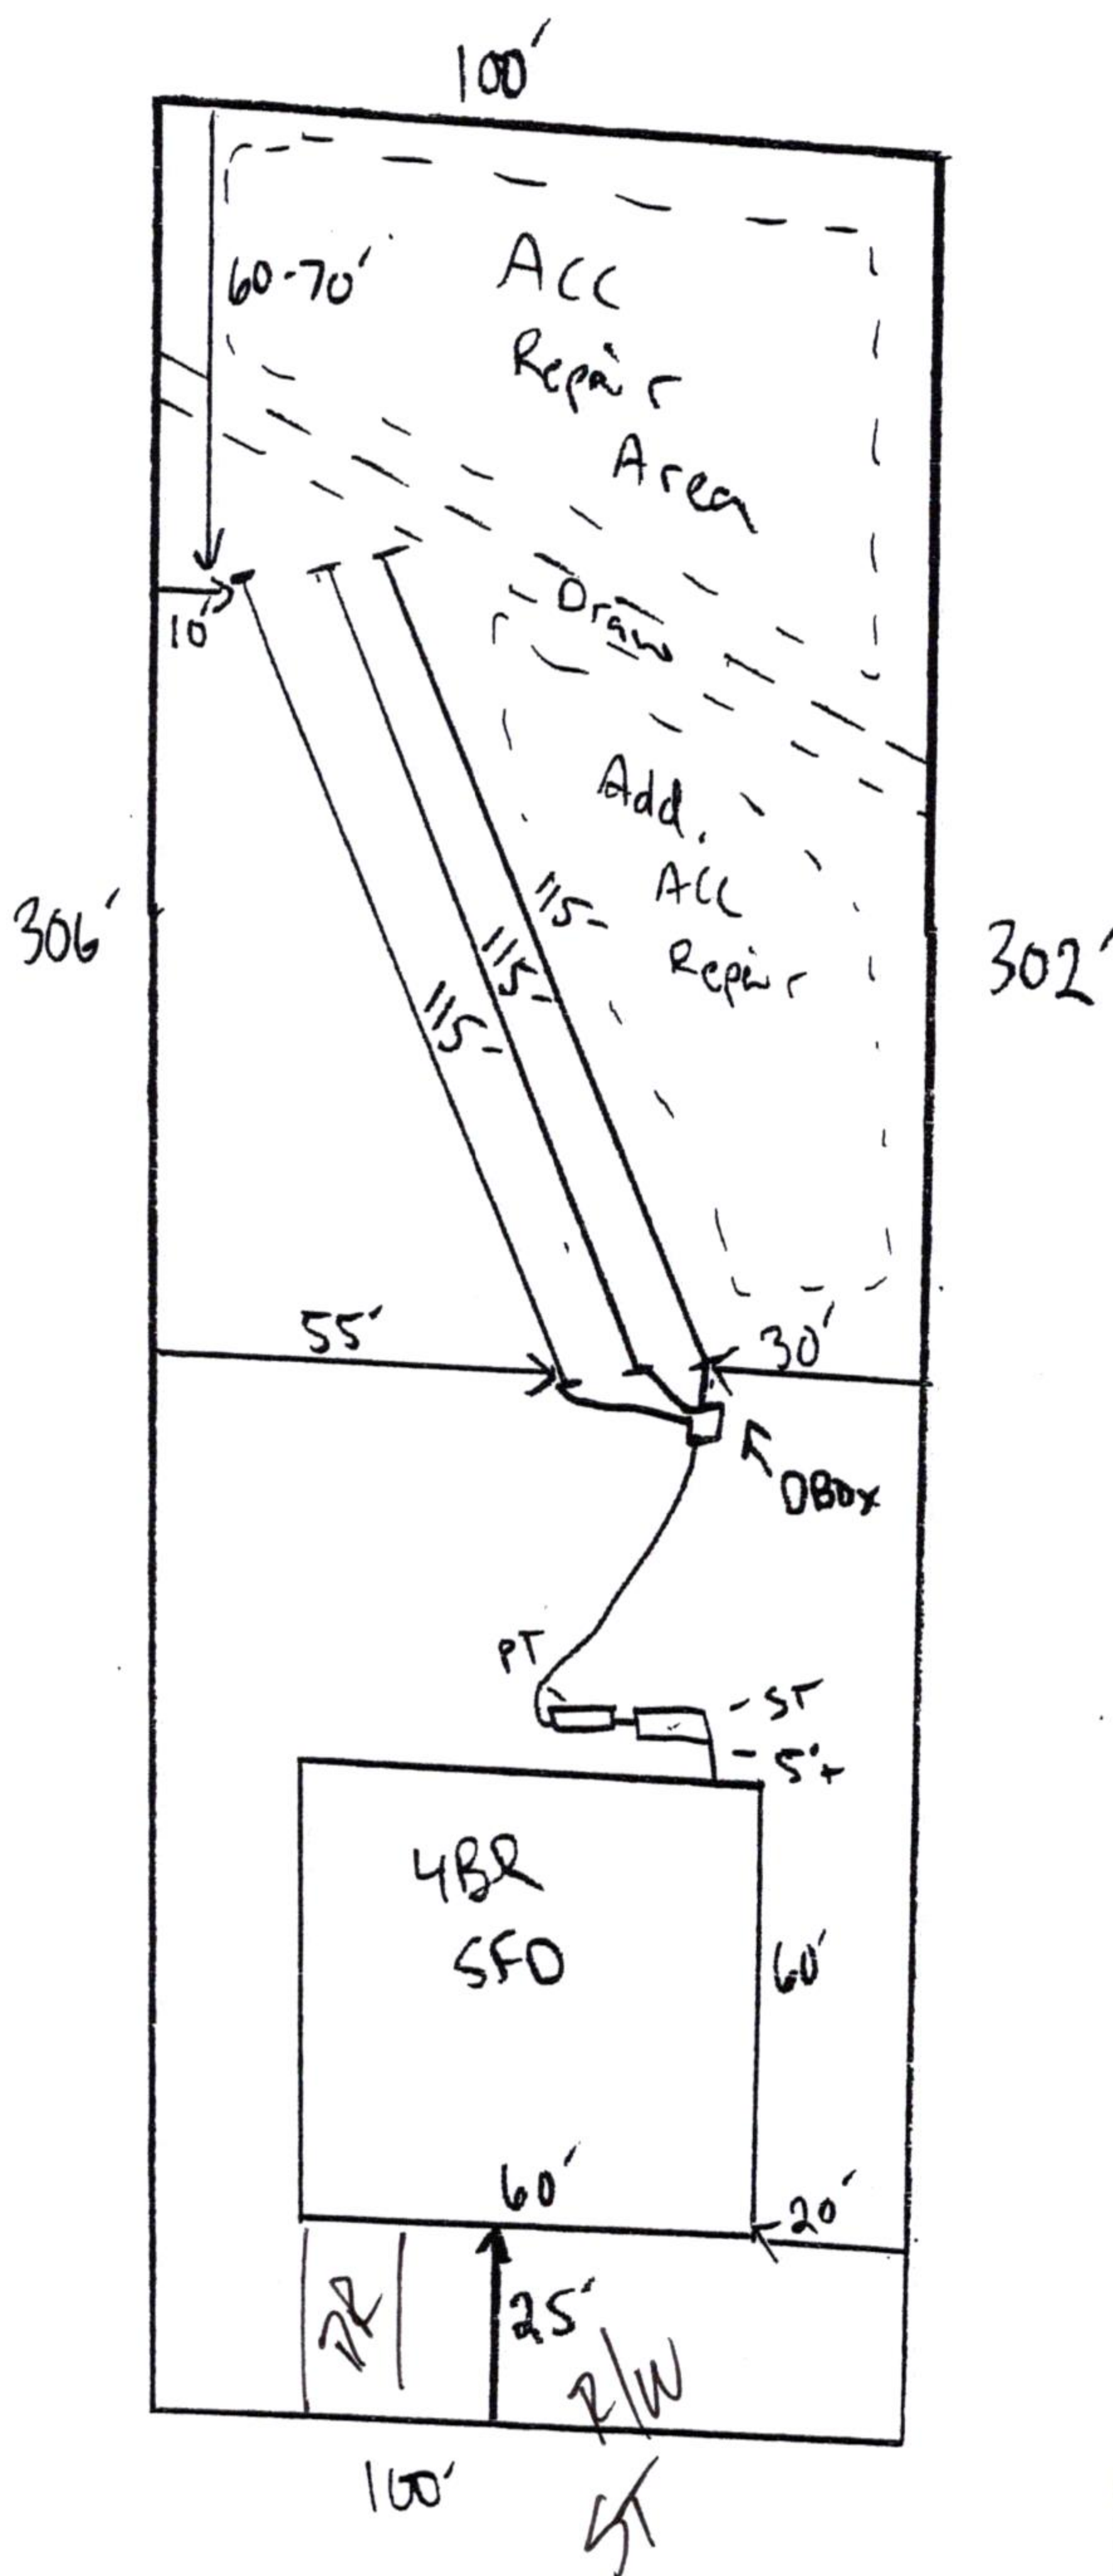 100'
60-70'
Acc
Repair
Area
10'
Draw
Add.
Acc
Repair
306'
302'
115-
115-
115-
55'
30'
DBox
PT
- ST
- 5'+
4BR
SFD
60'
60'
20'
DR
25'
R/W
100'
ST